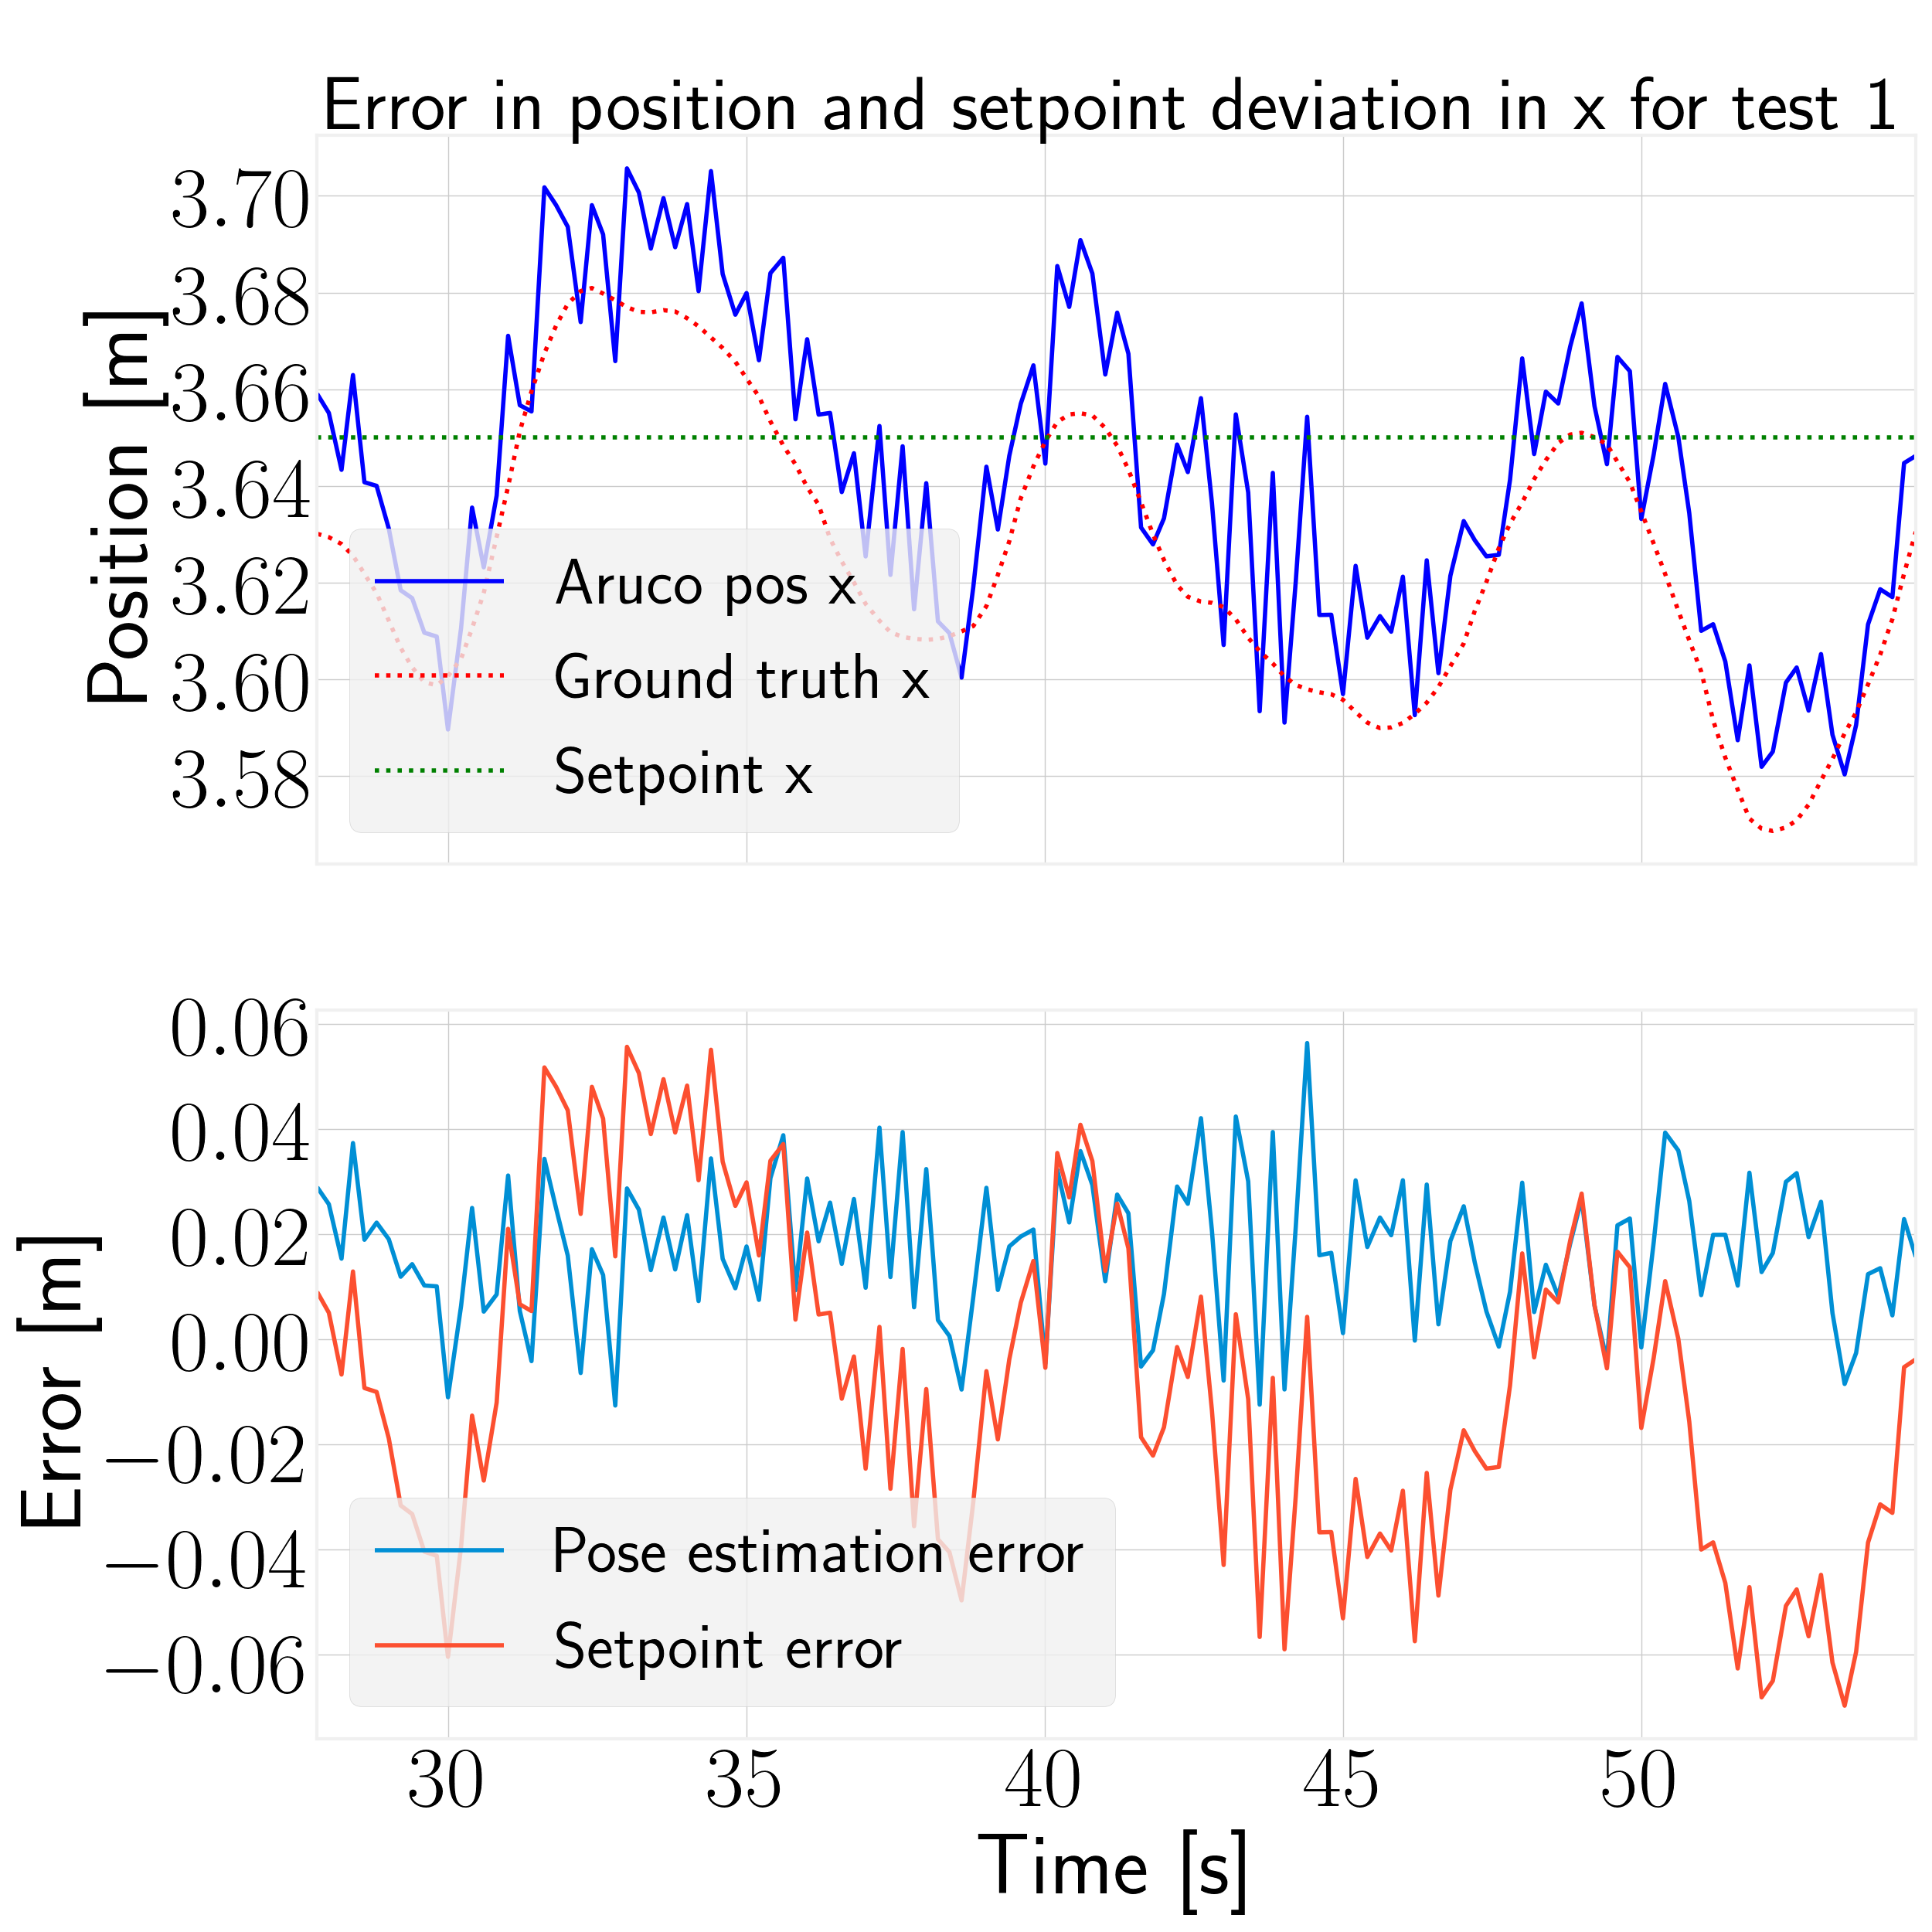 Error in position and setpoint deviation in x for test 1
Position [m]
3.70
3.68
3.66
3.64
3.62
3.60
3.58
Aruco pos x
Ground truth x
Setpoint x
Error [m]
0.06
0.04
0.02
0.00
−0.02
−0.04
−0.06
Pose estimation error
Setpoint error
30 35 40 45 50
Time [s]